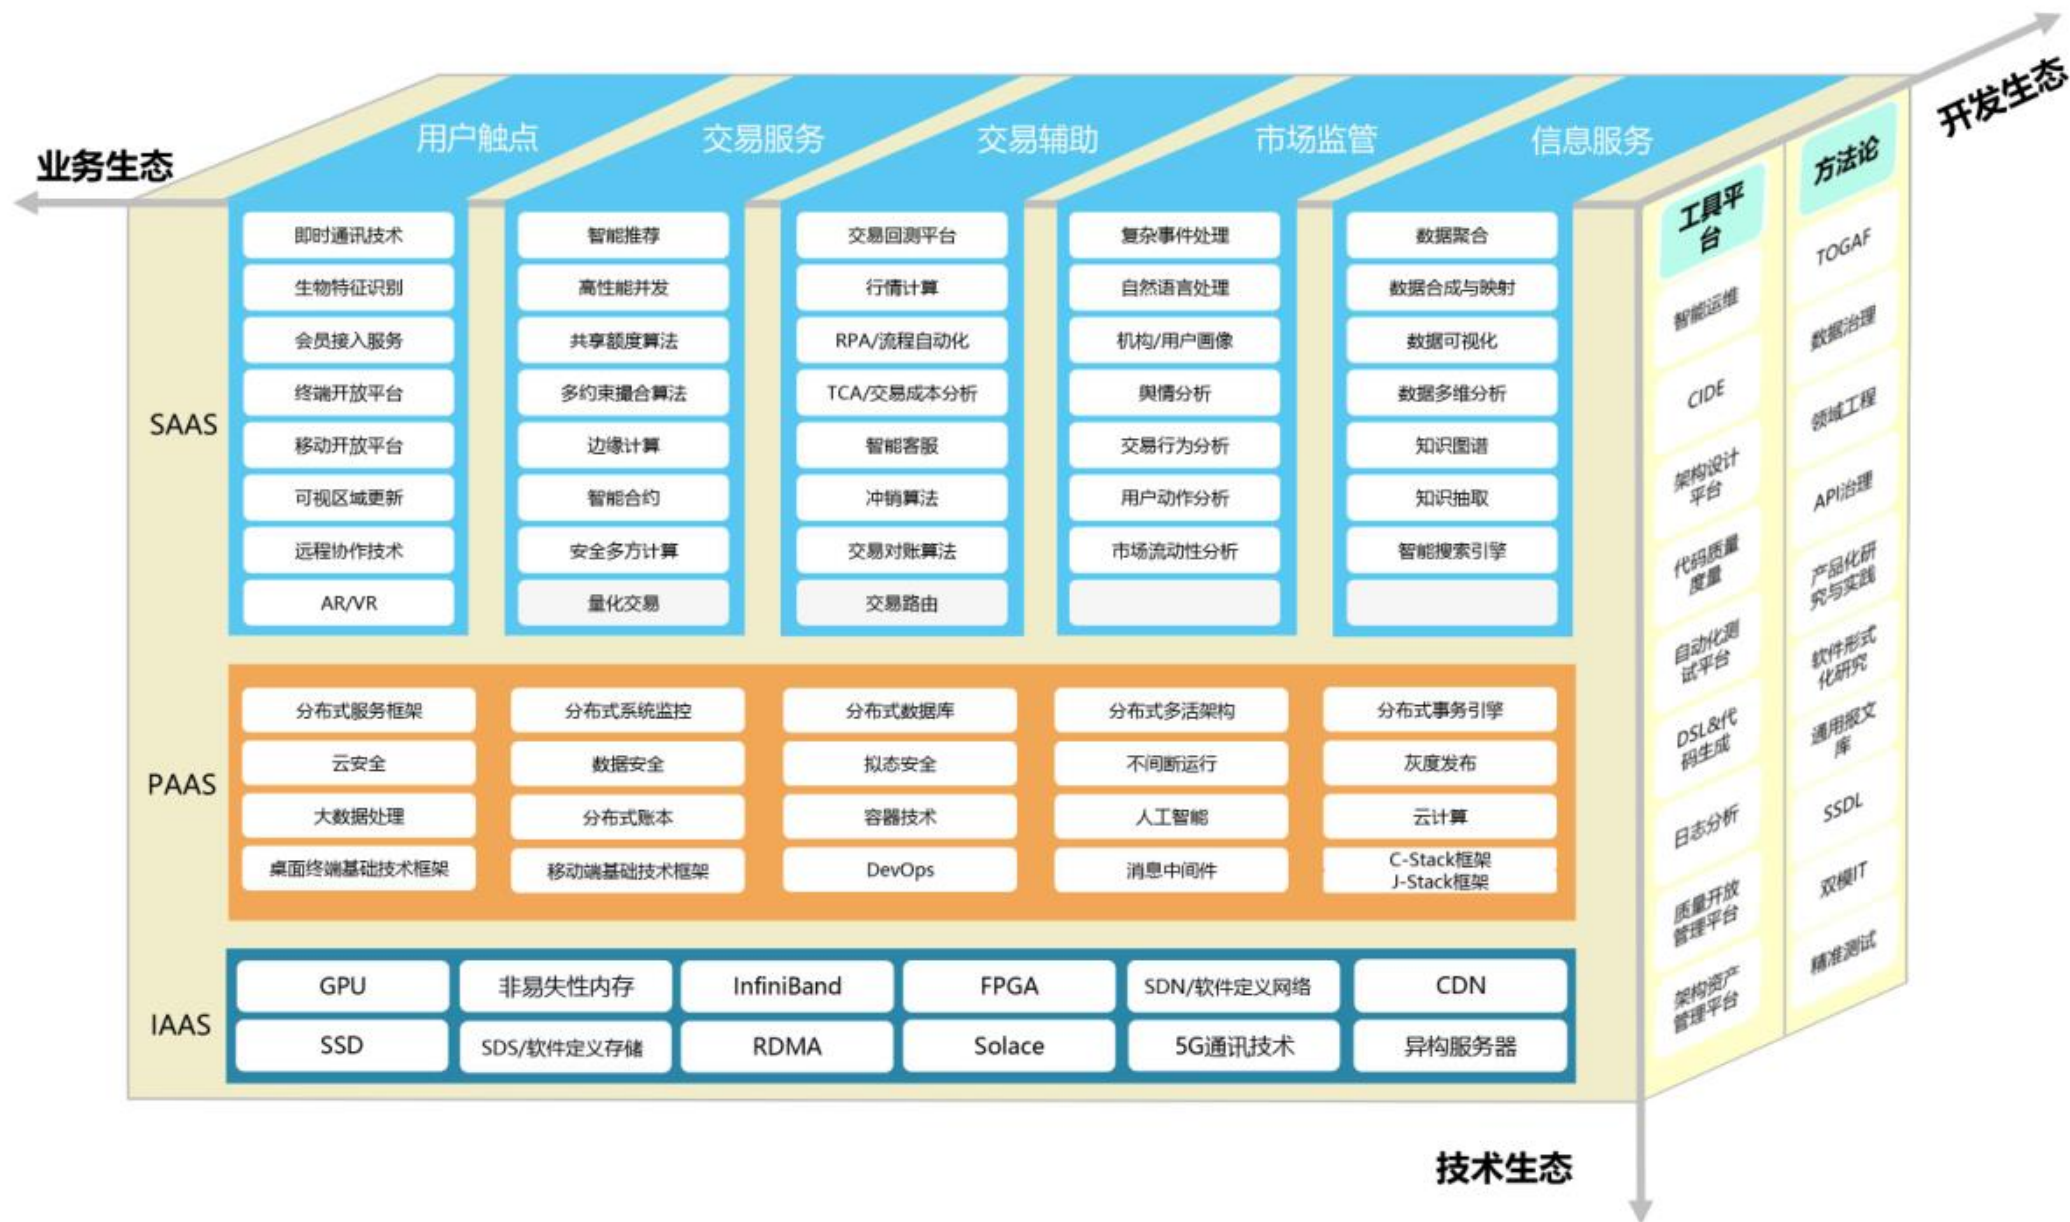 开发生态
业务生态
用户触点
交易服务
交易辅助
市场监管
信息服务
SAAS
即时通讯技术
生物特征识别
会员接入服务
终端开放平台
移动开放平台
可视区域更新
远程协作技术
AR/VR
智能推荐
高性能并发
共享额度算法
多约束撮合算法
边缘计算
智能合约
安全多方计算
量化交易
交易回测平台
行情计算
RPA/流程自动化
TCA/交易成本分析
智能客服
冲销算法
交易对账算法
交易路由
复杂事件处理
自然语言处理
机构/用户画像
舆情分析
交易行为分析
用户动作分析
市场流动性分析
数据聚合
数据合成与映射
数据可视化
数据多维分析
知识图谱
知识抽取
智能搜索引擎
PAAS
分布式服务框架
分布式系统监控
分布式数据库
分布式多活架构
分布式事务引擎
云安全
数据安全
拟态安全
不间断运行
灰度发布
大数据处理
分布式账本
容器技术
人工智能
云计算
桌面终端基础技术框架
移动端基础技术框架
DevOps
消息中间件
C-Stack框架
J-Stack框架
IAAS
GPU
非易失性内存
InfiniBand
FPGA
SDN/软件定义网络
CDN
SSD
SDS/软件定义存储
RDMA
Solace
5G通讯技术
异构服务器
工具平
台
智能运维
CIDE
架构设计
平台
代码质量
度量
自动化测
试平台
DSL&代
码生成
日志分析
质量开放
管理平台
架构资产
管理平台
方法论
TOGAF
数据治理
领域工程
API治理
产品化研
究与实践
软件形式
化研究
通用报文
库
SSDL
双模IT
精准测试
技术生态